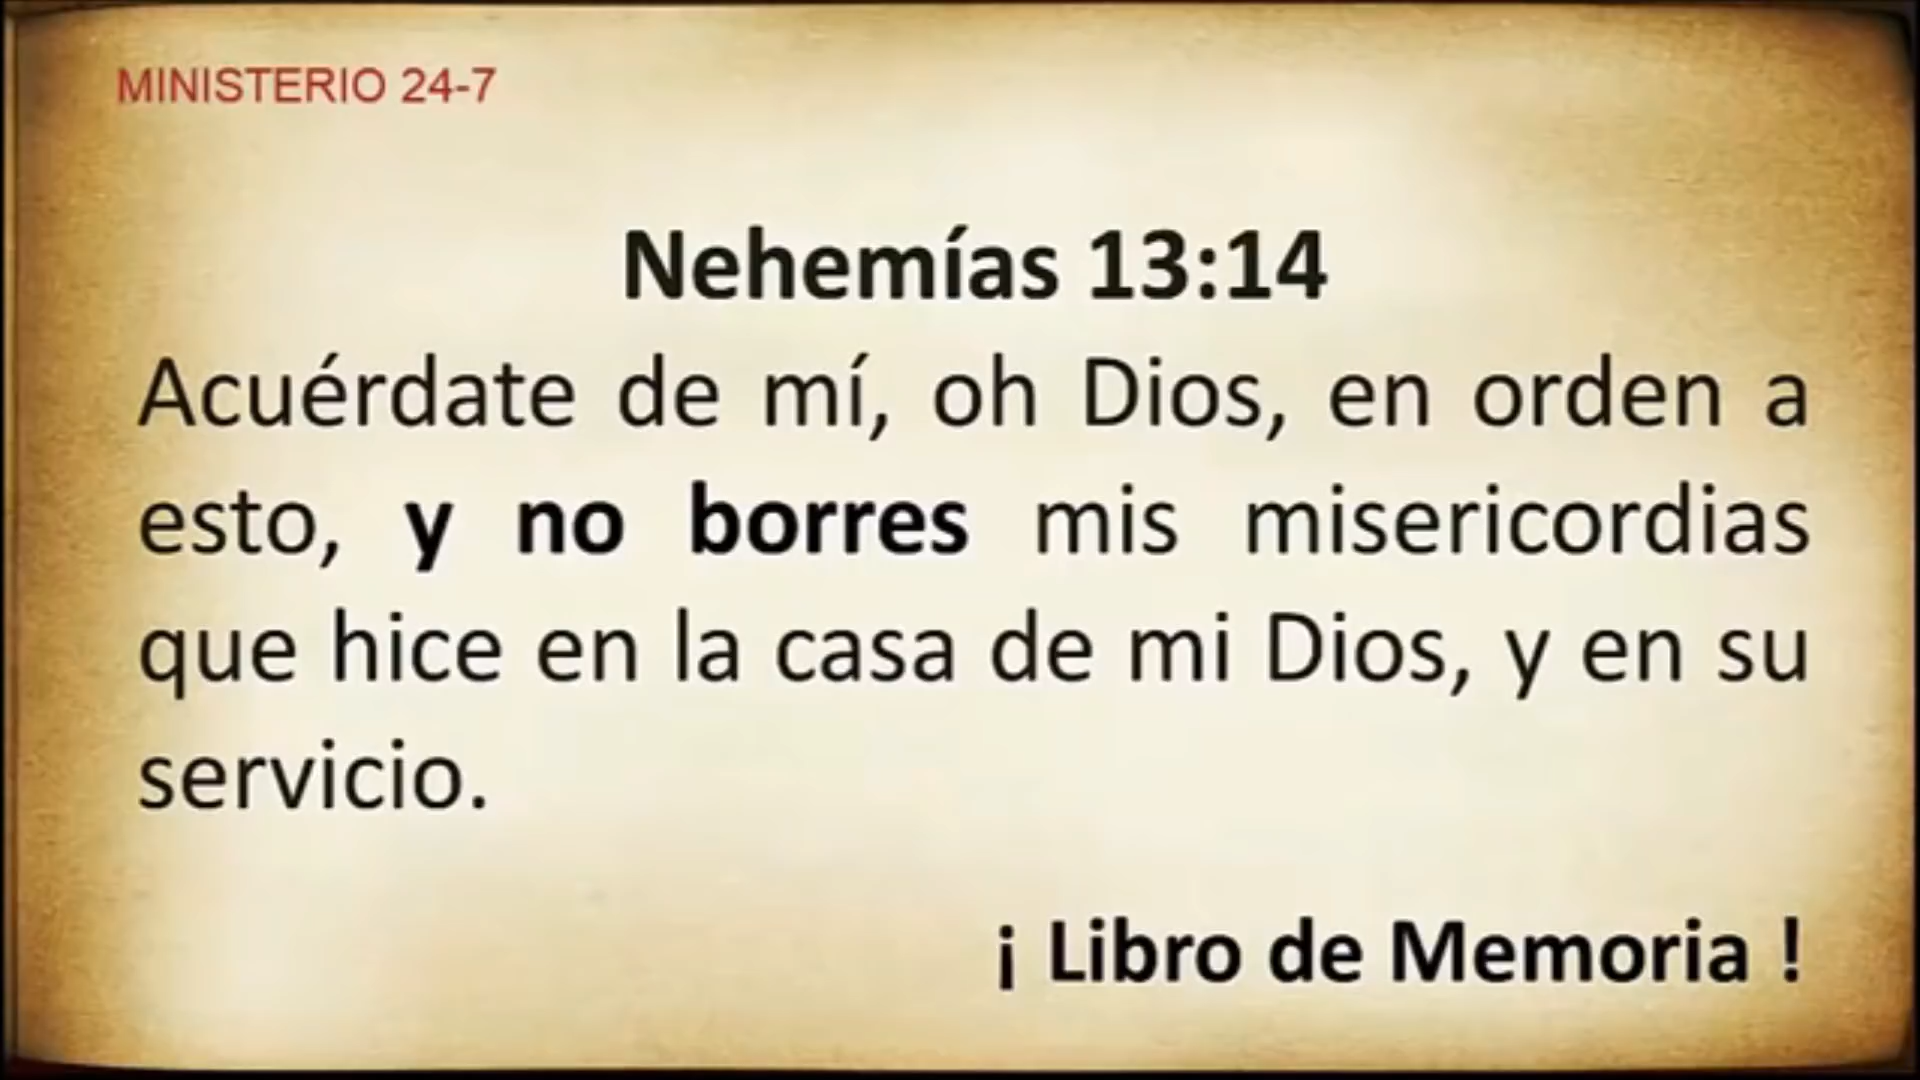 MINISTERIO 24-7
Nehemías 13:14
Acuérdate de mí, oh Dios, en orden a
esto, y no borres mis misericordias
que hice en la casa de mi Dios, y en su
servicio.
¡ Libro de Memoria !